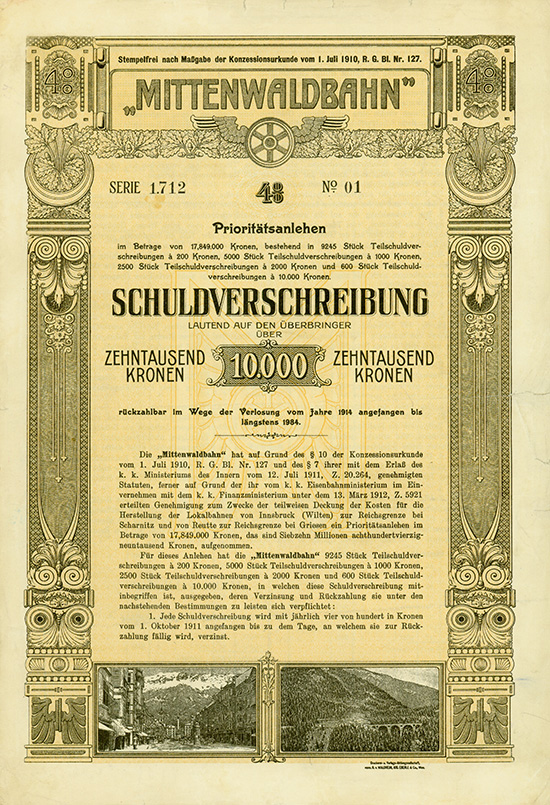 Stempelfrei nach Maßgabe der Konzessionsurkunde vom 1. Juli 1910, R. G. Bl. Nr. 127.
4% 4%
„MITTENWALDBAHN"
SERIE 1.712 4% No 01
Prioritätsanlehen
im Betrage von 17,849.000 Kronen, bestehend in 9245 Stück Teilschuldver-
schreibungen à 200 Kronen, 5000 Stück Teilschuldverschreibungen à 1000 Kronen,
2500 Stück Teilschuldverschreibungen à 2000 Kronen und 600 Stück Teilschuld-
verschreibungen à 10.000 Kronen.
SCHULDVERSCHREIBUNG
LAUTEND AUF DEN ÜBERBRINGER
ÜBER
ZEHNTAUSEND KRONEN 10.000 ZEHNTAUSEND KRONEN
rückzahlbar im Wege der Verlosung vom Jahre 1914 angefangen bis
längstens 1984.
Die „Mittenwaldbahn" hat auf Grund des § 10 der Konzessionsurkunde
vom 1. Juli 1910, R. G. Bl. Nr. 127 und des § 7 ihrer mit dem Erlaß des
k. k. Ministeriums des Innern vom 12. Juli 1911, Z. 20.264, genehmigten
Statuten, ferner auf Grund der ihr vom k. k. Eisenbahnministerium im Ein-
vernehmen mit dem k. k. Finanzministerium unter dem 13. März 1912, Z. 5921
erteilten Genehmigung zum Zwecke der teilweisen Deckung der Kosten für die
Herstellung der Lokalbahnen von Innsbruck (Wilten) zur Reichsgrenze bei
Scharnitz und von Reutte zur Reichsgrenze bei Griesen ein Prioritätsanlehen im
Betrage von 17,849.000 Kronen, das sind Siebzehn Millionen achthundertvierzig-
neuntausend Kronen, aufgenommen.
Für dieses Anlehen hat die „Mittenwaldbahn" 9245 Stück Teilschuldver-
schreibungen à 200 Kronen, 5000 Stück Teilschuldverschreibungen à 1000 Kronen,
2500 Stück Teilschuldverschreibungen à 2000 Kronen und 600 Stück Teilschuld-
verschreibungen à 10.000 Kronen, in welchen diese Schuldverschreibung mit-
inbegriffen ist, ausgegeben, deren Verzinsung und Rückzahlung sie unter den
nachstehenden Bestimmungen zu leisten sich verpflichtet:
1. Jede Schuldverschreibung wird mit jährlich vier von hundert in Kronen
vom 1. Oktober 1911 angefangen bis zu dem Tage, an welchem sie zur Rück-
zahlung fällig wird, verzinst.